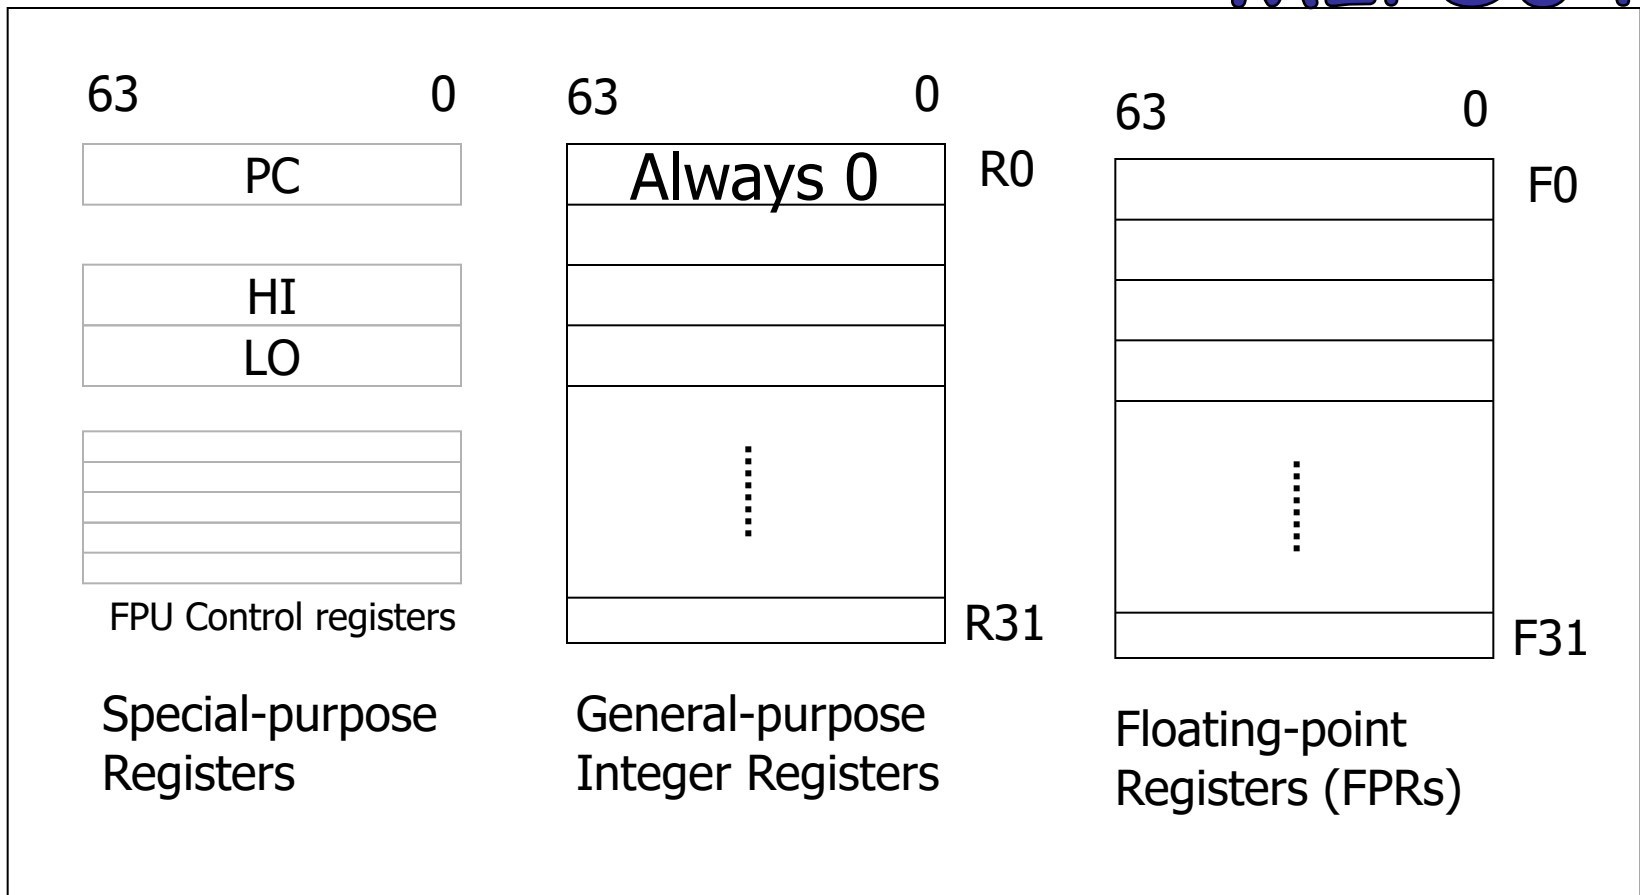 63 0
PC
HI
LO
FPU Control registers
Special-purpose
Registers
63 0
Always 0
R0
R31
General-purpose
Integer Registers
63 0
F0
F31
Floating-point
Registers (FPRs)